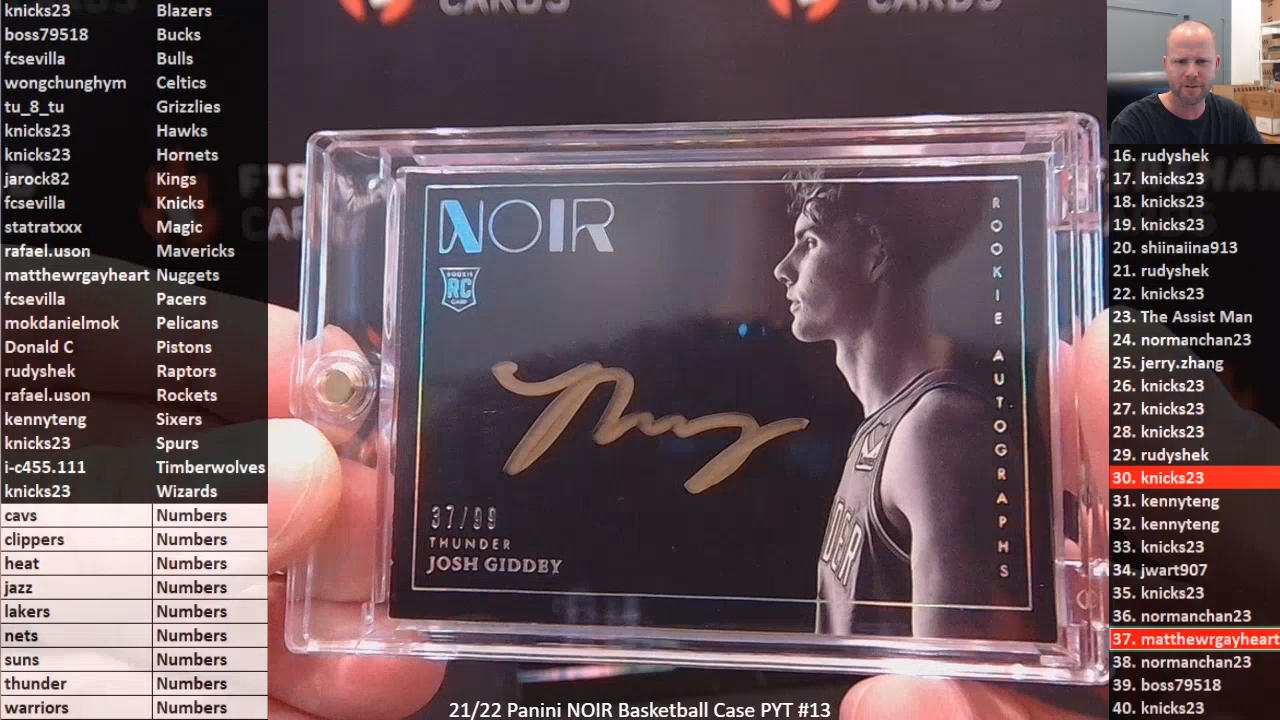 knicks23 Blazers
boss79518 Bucks
fcsevilla Bulls
wongchunghym Celtics
tu_8_tu Grizzlies
knicks23 Hawks
knicks23 Hornets
jarock82 Kings
fcsevilla Knicks
statratxxx Magic
rafael.uson Mavericks
matthewrgayheart Nuggets
fcsevilla Pacers
mokdanielmok Pelicans
Donald C Pistons
rudyshek Raptors
rafael.uson Rockets
kennyteng Sixers
knicks23 Spurs
i-c455.111 Timberwolves
knicks23 Wizards
cavs Numbers
clippers Numbers
heat Numbers
jazz Numbers
lakers Numbers
nets Numbers
suns Numbers
thunder Numbers
warriors Numbers
CARDS
CARDS
NOIR
ROOKIE
RC
CARD
37/99
THUNDER
JOSH GIDDEY
ROOKIE AUTOGRAPHS
21/22 Panini NOIR Basketball Case PYT #13
16. rudyshek
17. knicks23
18. knicks23
19. knicks23
20. shiinaiina913
21. rudyshek
22. knicks23
23. The Assist Man
24. normanchan23
25. jerry.zhang
26. knicks23
27. knicks23
28. knicks23
29. rudyshek
30. knicks23
31. kennyteng
32. kennyteng
33. knicks23
34. jwart907
35. knicks23
36. normanchan23
37. matthewrgayheart
38. normanchan23
39. boss79518
40. knicks23